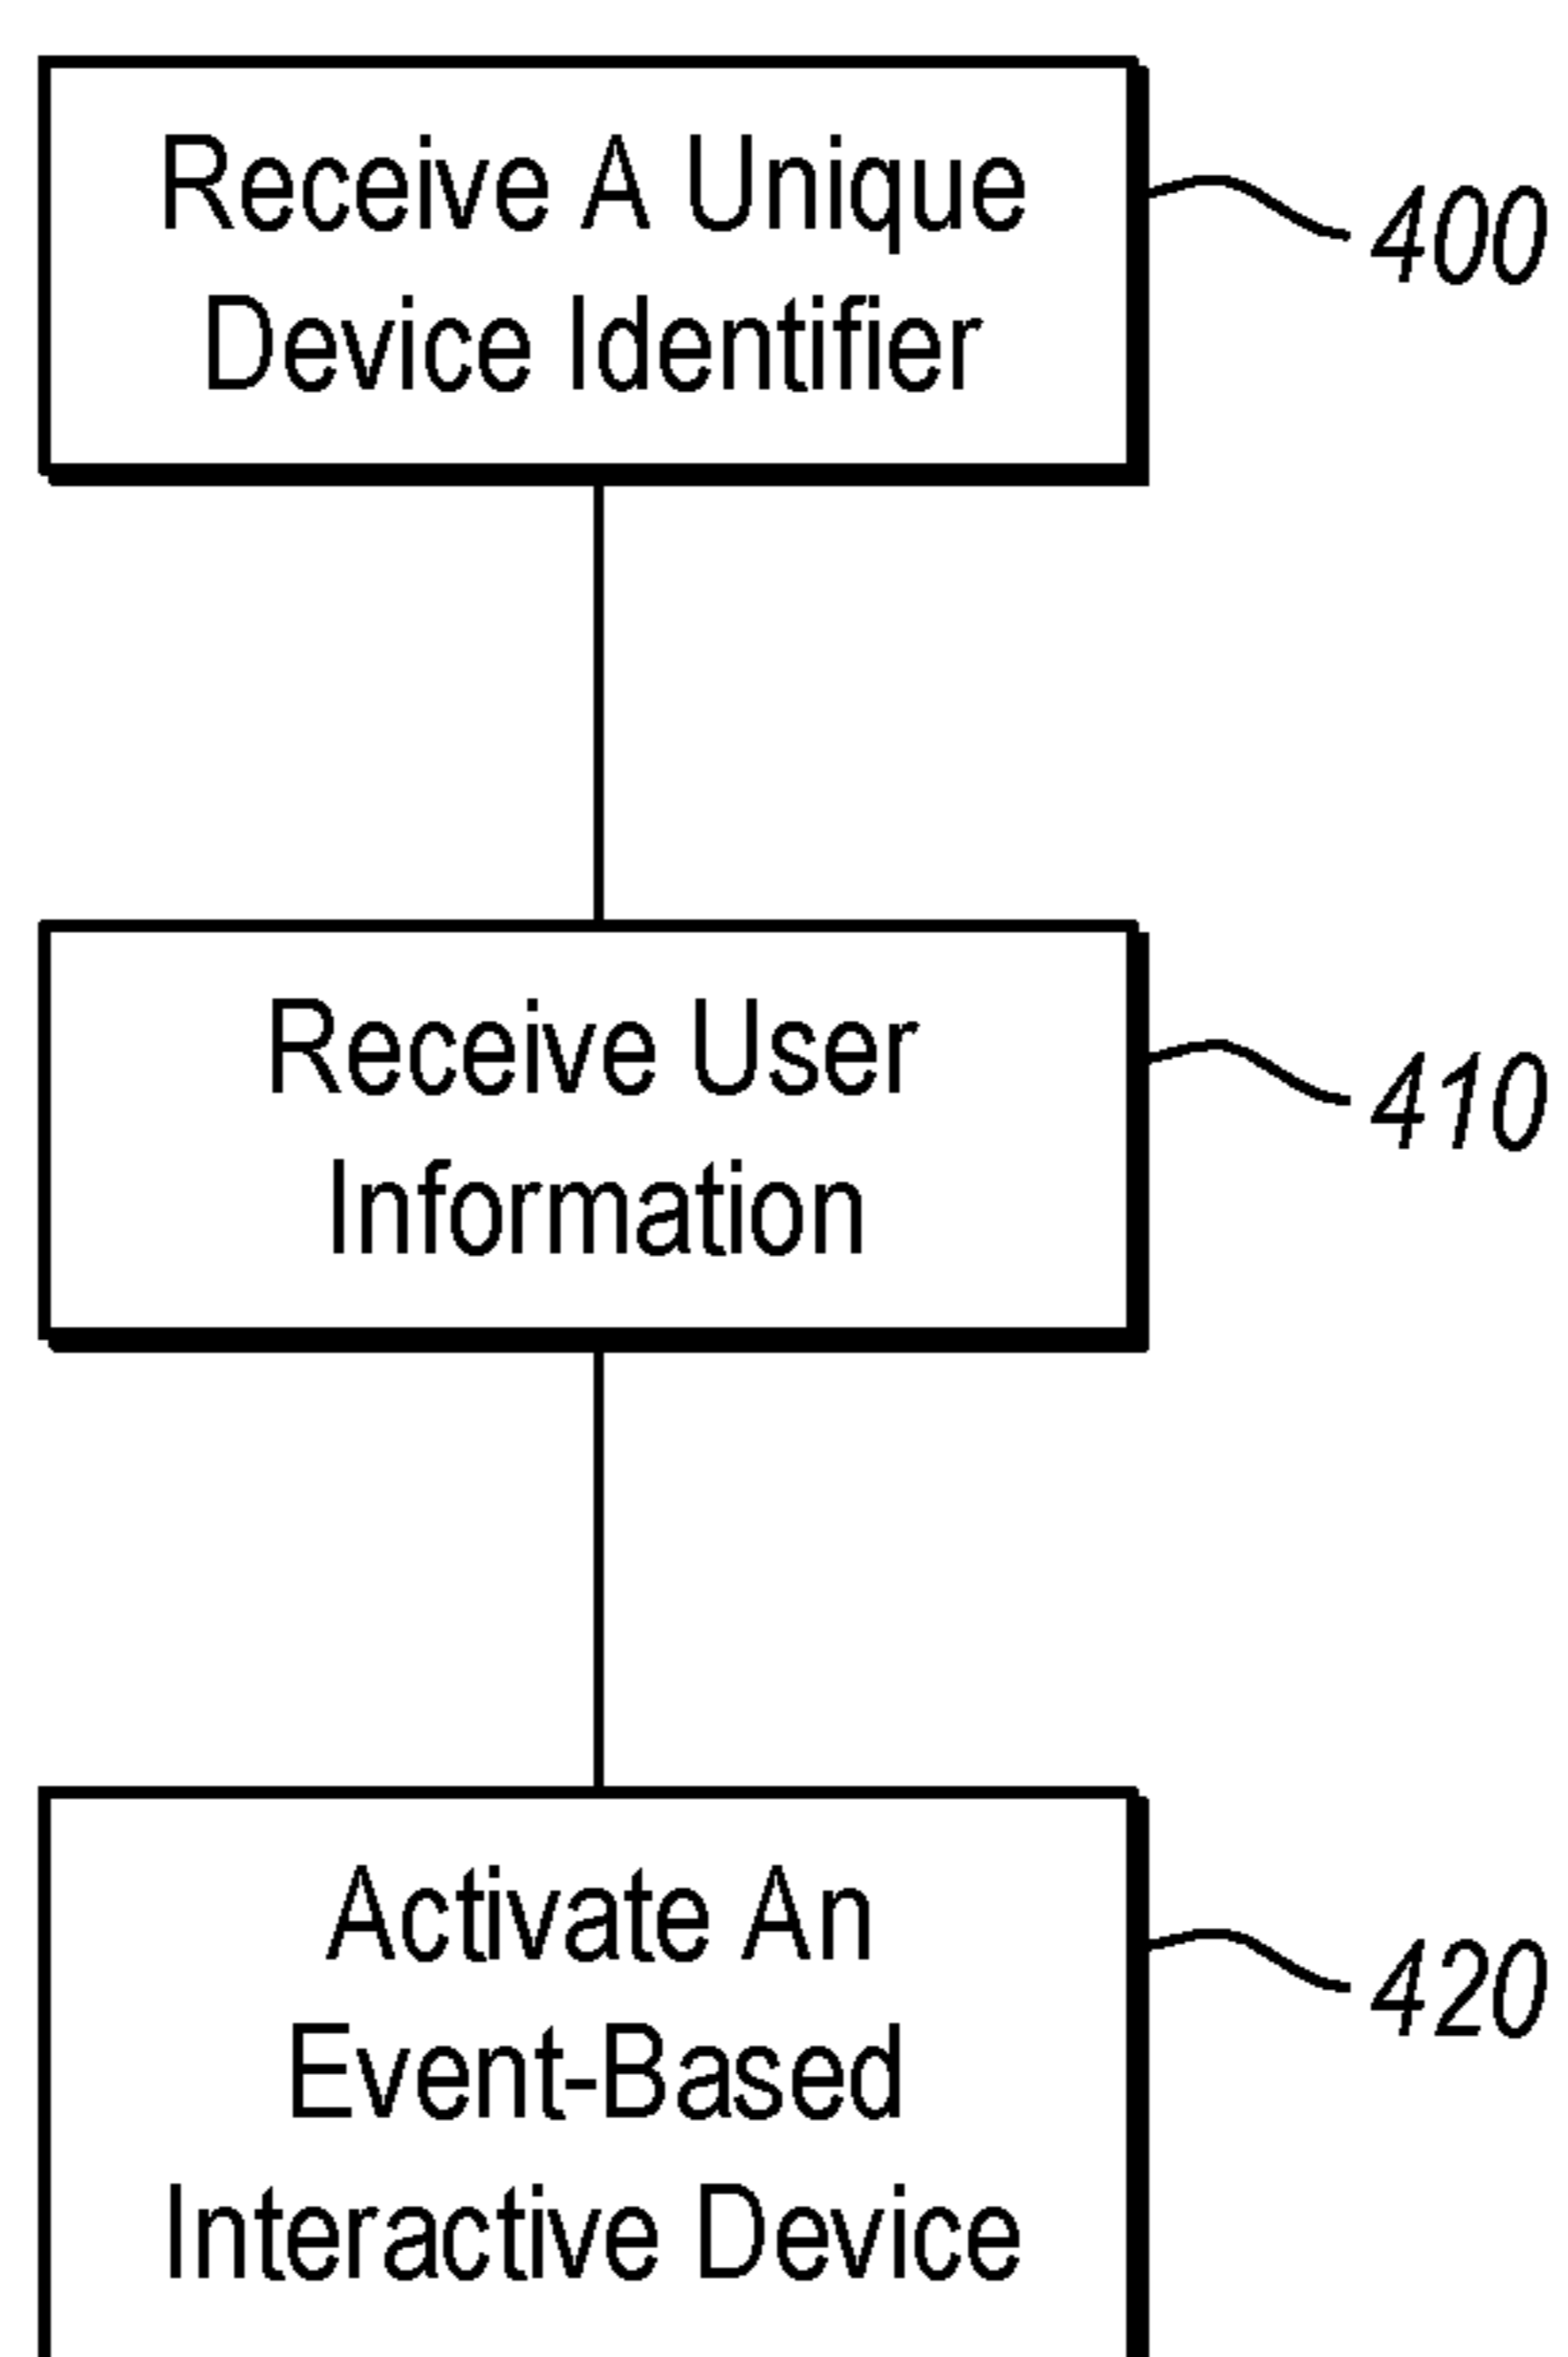 Receive A Unique
Device Identifier
400
Receive User
Information
410
Activate An
Event-Based
Interactive Device
420